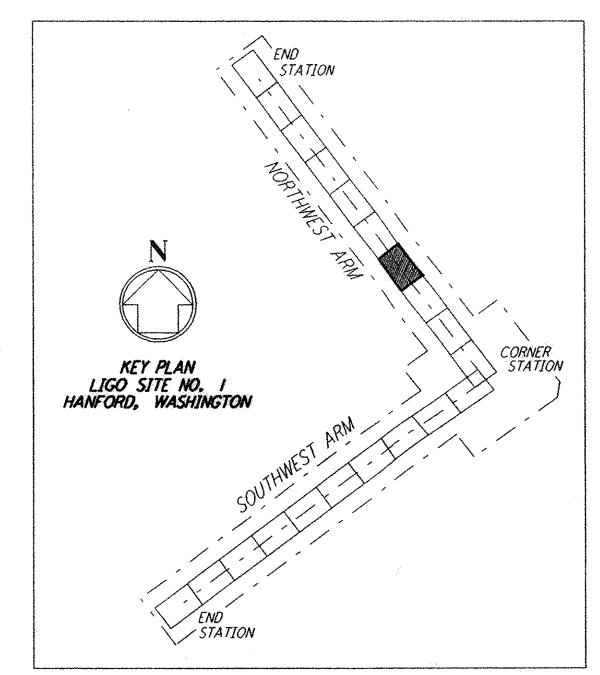 END
STATION
NORTHWEST ARM
N
KEY PLAN
LIGO SITE NO. 1
HANFORD, WASHINGTON
CORNER
STATION
SOUTHWEST ARM
END
STATION